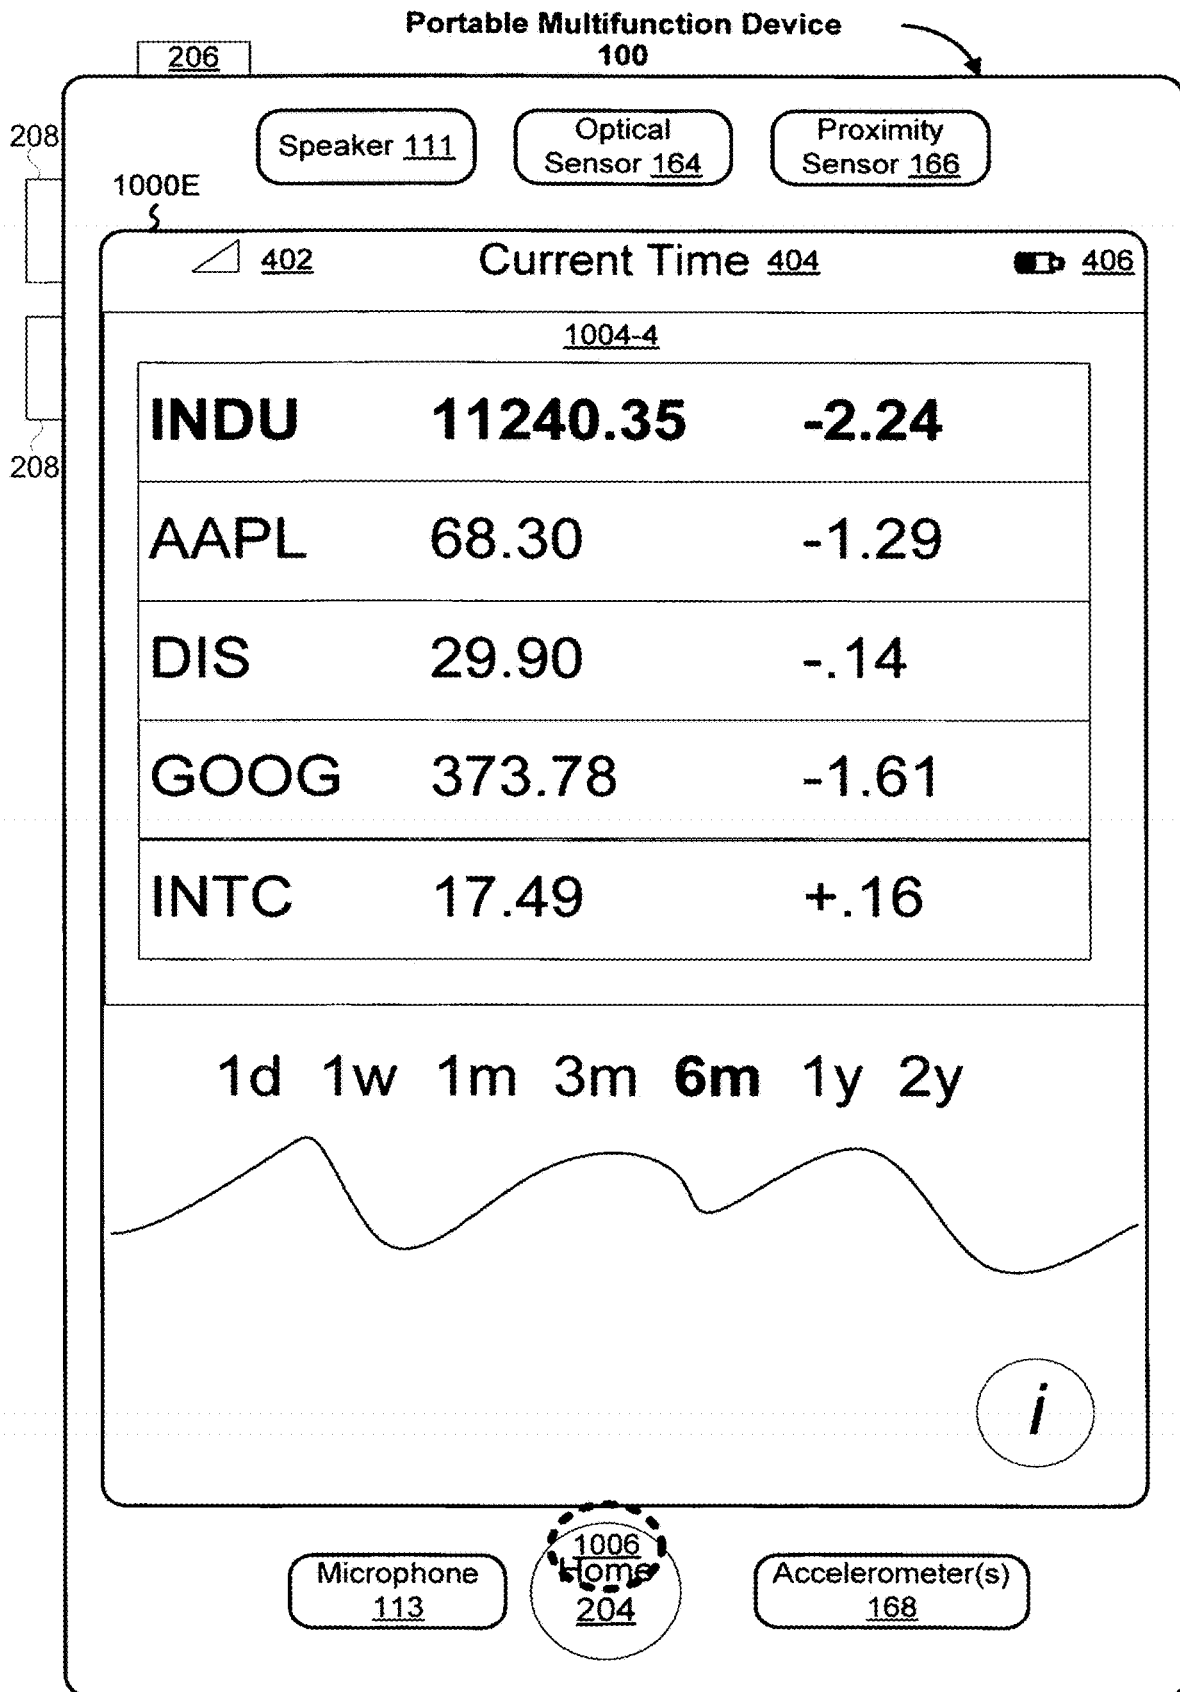 Portable Multifunction Device
100
206
208
Speaker 111
Optical
Sensor 164
Proximity
Sensor 166
1000E
402 Current Time 404 406
1004-4
INDU 11240.35 -2.24
208
AAPL 68.30 -1.29
DIS 29.90 -.14
GOOG 373.78 -1.61
INTC 17.49 +.16
1d 1w 1m 3m 6m 1y 2y
i
Microphone
113
1006
Home
204
Accelerometer(s)
168